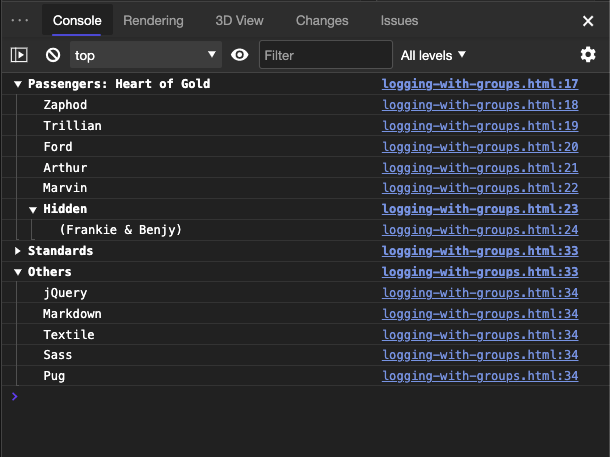 ··· Console Rendering 3D View Changes Issues
top Filter All levels
Passengers: Heart of Gold logging-with-groups.html:17
Zaphod logging-with-groups.html:18
Trillian logging-with-groups.html:19
Ford logging-with-groups.html:20
Arthur logging-with-groups.html:21
Marvin logging-with-groups.html:22
Hidden logging-with-groups.html:23
(Frankie & Benjy) logging-with-groups.html:24
Standards logging-with-groups.html:33
Others logging-with-groups.html:33
jQuery logging-with-groups.html:34
Markdown logging-with-groups.html:34
Textile logging-with-groups.html:34
Sass logging-with-groups.html:34
Pug logging-with-groups.html:34